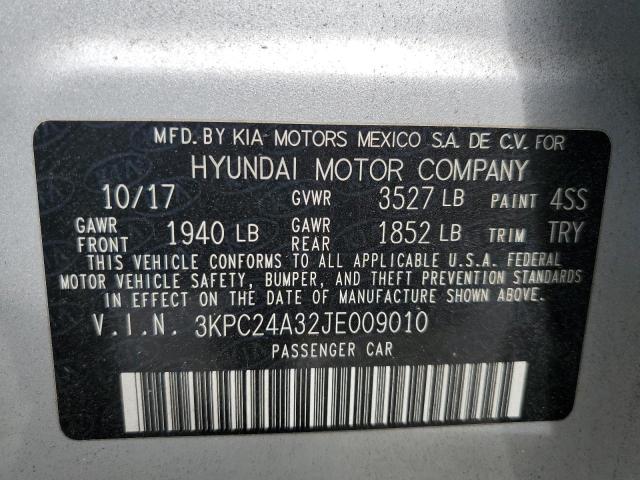 MFD. BY KIA MOTORS MEXICO S.A. DE C.V. FOR
HYUNDAI MOTOR COMPANY
10/17 GVWR 3527 LB PAINT 4SS
GAWR FRONT 1940 LB GAWR REAR 1852 LB TRIM TRY
THIS VEHICLE CONFORMS TO ALL APPLICABLE U.S.A. FEDERAL
MOTOR VEHICLE SAFETY, BUMPER, AND THEFT PREVENTION STANDARDS
IN EFFECT ON THE DATE OF MANUFACTURE SHOWN ABOVE.
V.I.N. 3KPC24A32JE009010
PASSENGER CAR